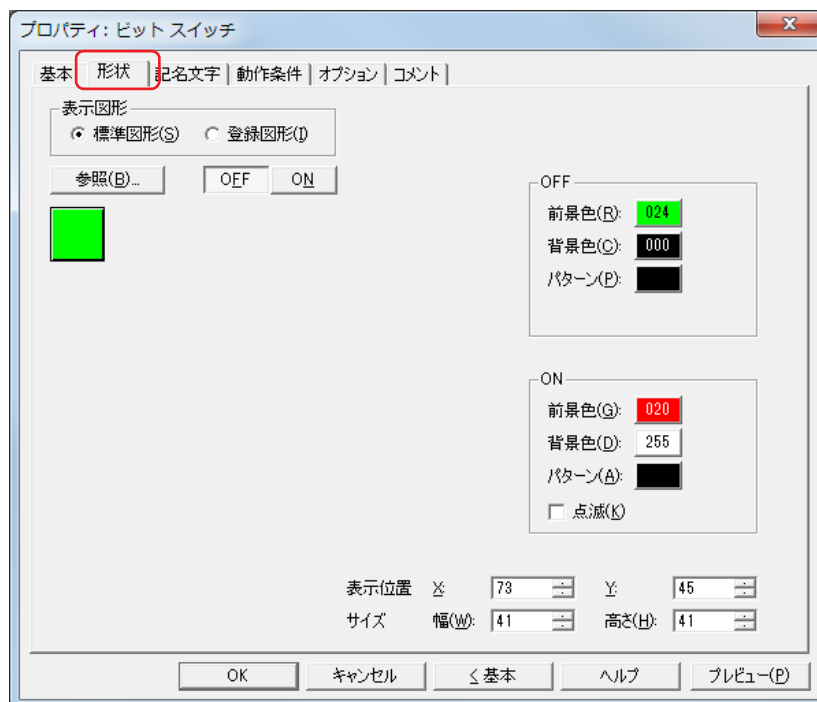 プロパティ: ビット スイッチ
基本 形状 記名文字 動作条件 オプション コメント
表示図形
標準図形(S) 登録図形(I)
参照(B)... OFF ON
OFF
前景色(R): 024
背景色(C): 000
パターン(P):
ON
前景色(G): 020
背景色(D): 255
パターン(A):
点滅(K)
表示位置 X: 73 Y: 45
サイズ 幅(W): 41 高さ(H): 41
OK キャンセル < 基本 ヘルプ プレビュー(P)